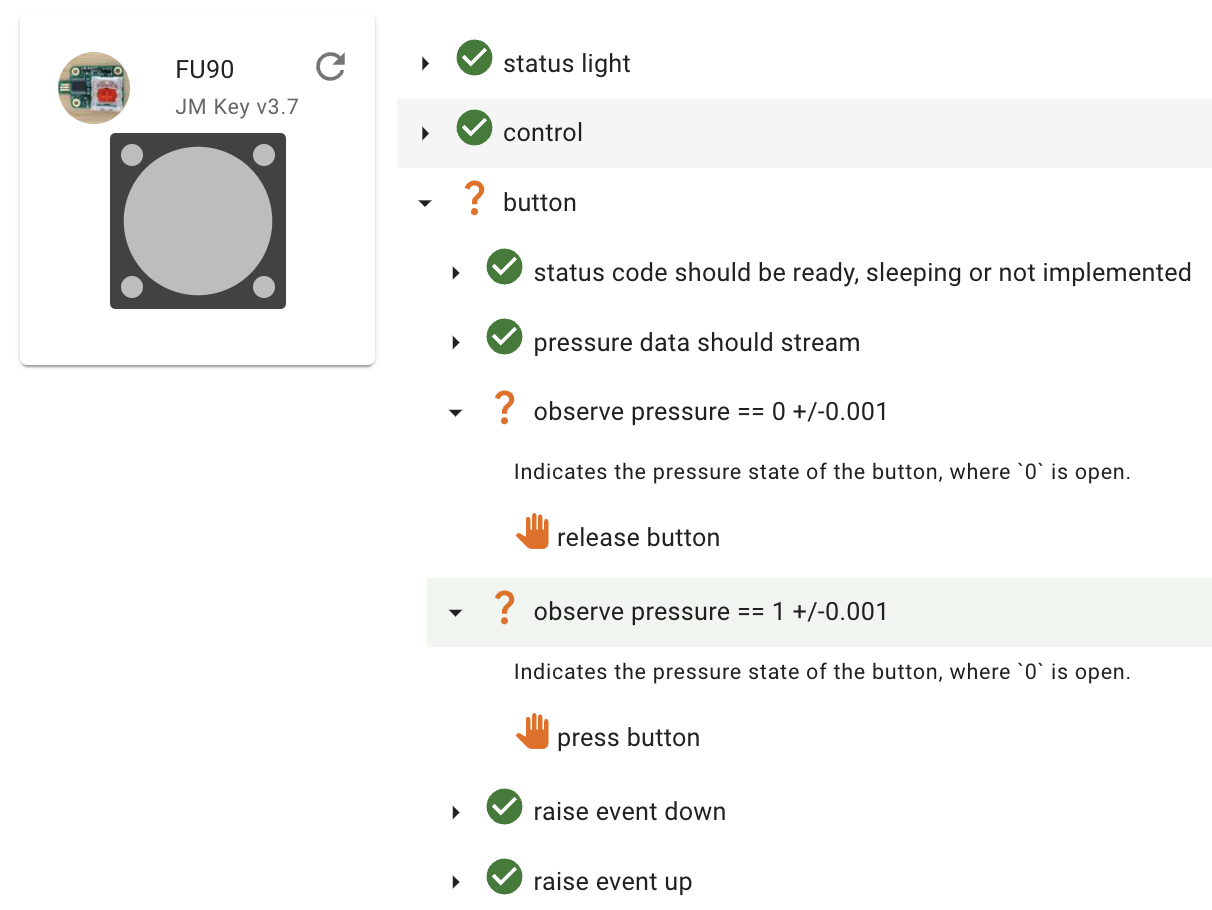 FU90
JM Key v3.7
status light
control
button
status code should be ready, sleeping or not implemented
pressure data should stream
observe pressure == 0 +/-0.001
Indicates the pressure state of the button, where `0` is open.
release button
observe pressure == 1 +/-0.001
Indicates the pressure state of the button, where `0` is open.
press button
raise event down
raise event up